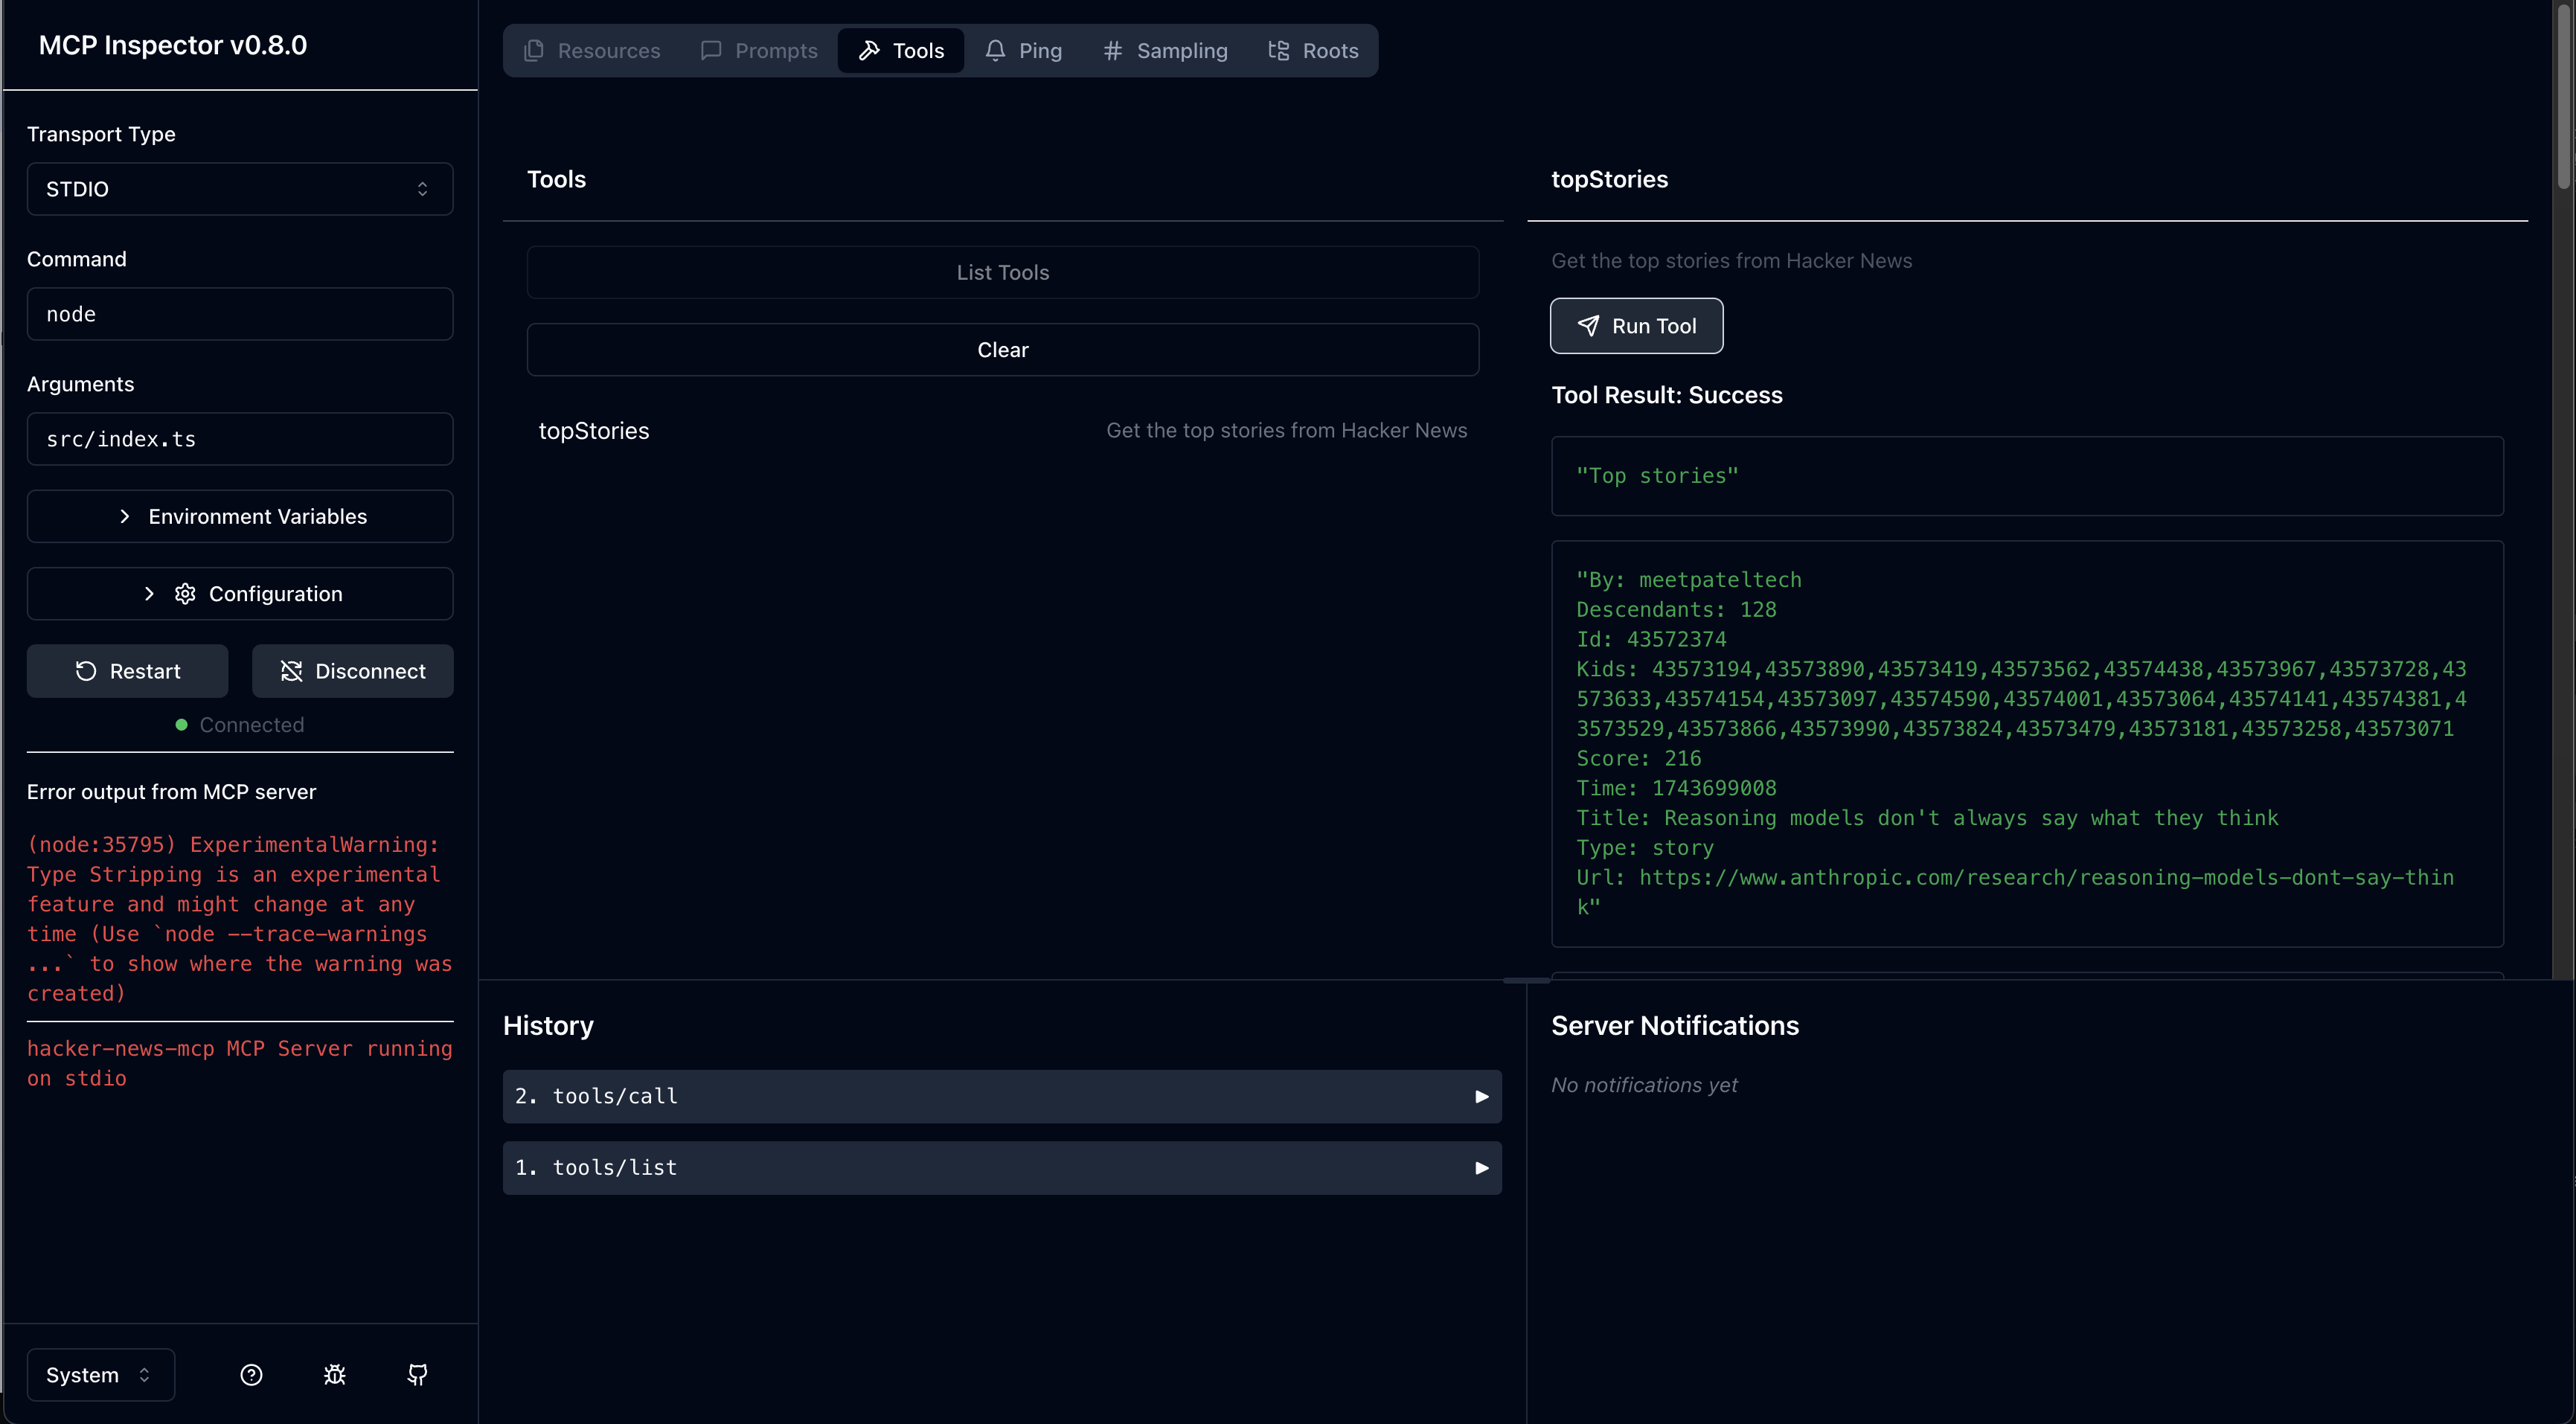 MCP Inspector v0.8.0
Transport Type
STDIO
Command
node
Arguments
src/index.ts
Environment Variables
Configuration
Restart
Disconnect
Connected
Error output from MCP server
(node:35795) ExperimentalWarning:
Type Stripping is an experimental
feature and might change at any
time (Use `node --trace-warnings
...` to show where the warning was
created)
hacker-news-mcp MCP Server running
on stdio
System
Resources
Prompts
Tools
Ping
Sampling
Roots
Tools
List Tools
Clear
topStories
Get the top stories from Hacker News
topStories
Get the top stories from Hacker News
Run Tool
Tool Result: Success
"Top stories"
"By: meetpateltech
Descendants: 128
Id: 43572374
Kids: 43573194,43573890,43573419,43573562,43574438,43573967,43573728,43
573633,43574154,43573097,43574590,43574001,43573064,43574141,43574381,4
3573529,43573866,43573990,43573824,43573479,43573181,43573258,43573071
Score: 216
Time: 1743699008
Title: Reasoning models don't always say what they think
Type: story
Url: https://www.anthropic.com/research/reasoning-models-dont-say-thin
k"
History
2. tools/call
1. tools/list
Server Notifications
No notifications yet